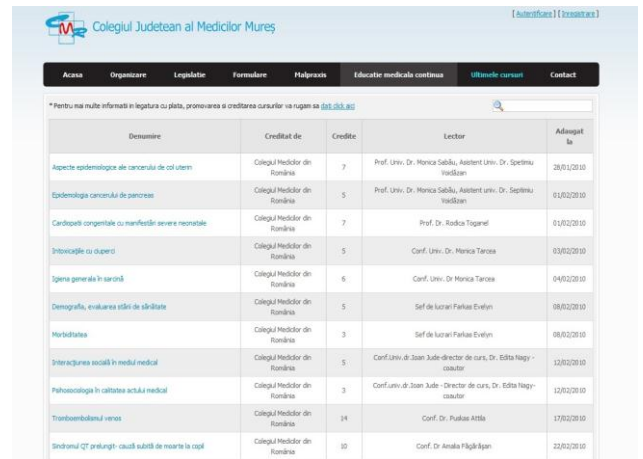 [ Autentificare ] [ Inregistrare ]
Colegiul Judetean al Medicilor Mureș
Acasa Organizare Legislatie Formulare Malpraxis Educatie medicala continua Ultimele cursuri Contact
* Pentru mai multe informatii in legatura cu plata, promovarea si creditarea cursurilor va rugam sa dati click aici
Denumire Creditat de Credite Lector Adaugat
la
Aspecte epidemiologice ale cancerului de col uterin Colegiul Medicilor din
România 7 Prof. Univ. Dr. Monica Sabău, Asistent Univ. Dr. Spetimiu
Voidăzan 28/01/2010
Epidemiologia cancerului de pancreas Colegiul Medicilor din
România 5 Prof. Univ. Dr. Monica Sabău, Asistent univ. Dr. Septimiu
Voidăzan 01/02/2010
Cardiopatii congenitale cu manifestări severe neonatale Colegiul Medicilor din
România 7 Prof. Dr. Rodica Toganel 01/02/2010
Intoxicațiile cu ciuperci Colegiul Medicilor din
România 5 Conf. Univ. Dr. Monica Tarcea 03/02/2010
Igiena generala în sarcină Colegiul Medicilor din
România 6 Conf. Univ. Dr Monica Tarcea 04/02/2010
Demografia, evaluarea stării de sănătate Colegiul Medicilor din
România 5 Sef de lucrari Farkas Evelyn 08/02/2010
Morbiditatea Colegiul Medicilor din
România 3 Sef de lucrari Farkas Evelyn 08/02/2010
Interacțiunea socială în mediul medical Colegiul Medicilor din
România 5 Conf.Univ.dr.Ioan Jude-director de curs, Dr. Edita Nagy -
coautor 12/02/2010
Psihosociologia în calitatea actului medical Colegiul Medicilor din
România 3 Conf.univ.dr.Ioan Jude - Director de curs, Dr. Edita Nagy-
coautor 12/02/2010
Tromboembolismul venos Colegiul Medicilor din
România 14 Conf. Dr. Puskas Attila 17/02/2010
Sindromul QT prelungit- cauză subită de moarte la copil Colegiul Medicilor din
România 10 Conf. Dr Amalia Făgărășan 22/02/2010